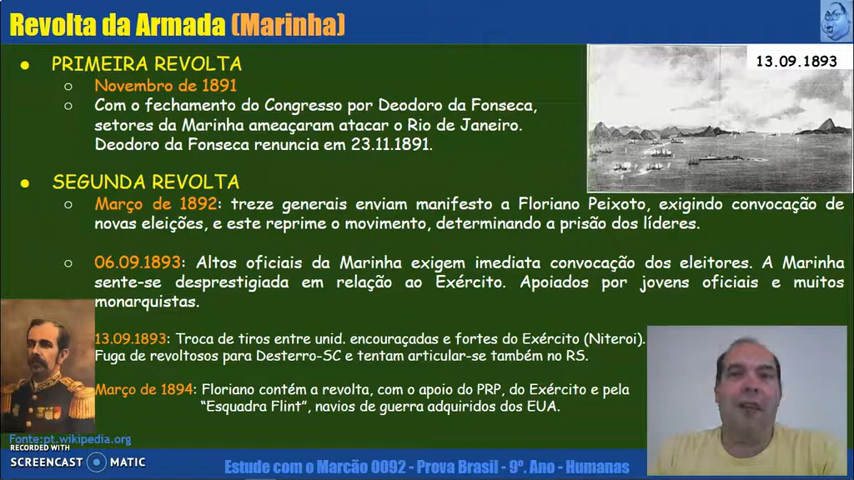 Revolta da Armada (Marinha)
13.09.1893
● PRIMEIRA REVOLTA
○ Novembro de 1891
○ Com o fechamento do Congresso por Deodoro da Fonseca,
setores da Marinha ameaçaram atacar o Rio de Janeiro.
Deodoro da Fonseca renuncia em 23.11.1891.
● SEGUNDA REVOLTA
○ Março de 1892: treze generais enviam manifesto a Floriano Peixoto, exigindo convocação de
novas eleições, e este reprime o movimento, determinando a prisão dos líderes.
○ 06.09.1893: Altos oficiais da Marinha exigem imediata convocação dos eleitores. A Marinha
sente-se desprestigiada em relação ao Exército. Apoiados por jovens oficiais e muitos
monarquistas.
13.09.1893: Troca de tiros entre unid. encouraçadas e fortes do Exército (Niteroi).
Fuga de revoltosos para Desterro-SC e tentam articular-se também no RS.
Março de 1894: Floriano contém a revolta, com o apoio do PRP, do Exército e pela
"Esquadra Flint", navios de guerra adquiridos dos EUA.
Fonte:pt.wikipedia.org
RECORDED WITH
SCREENCAST MATIC
Estude com o Marcão 0092 - Prova Brasil - 9º. Ano - Humanas